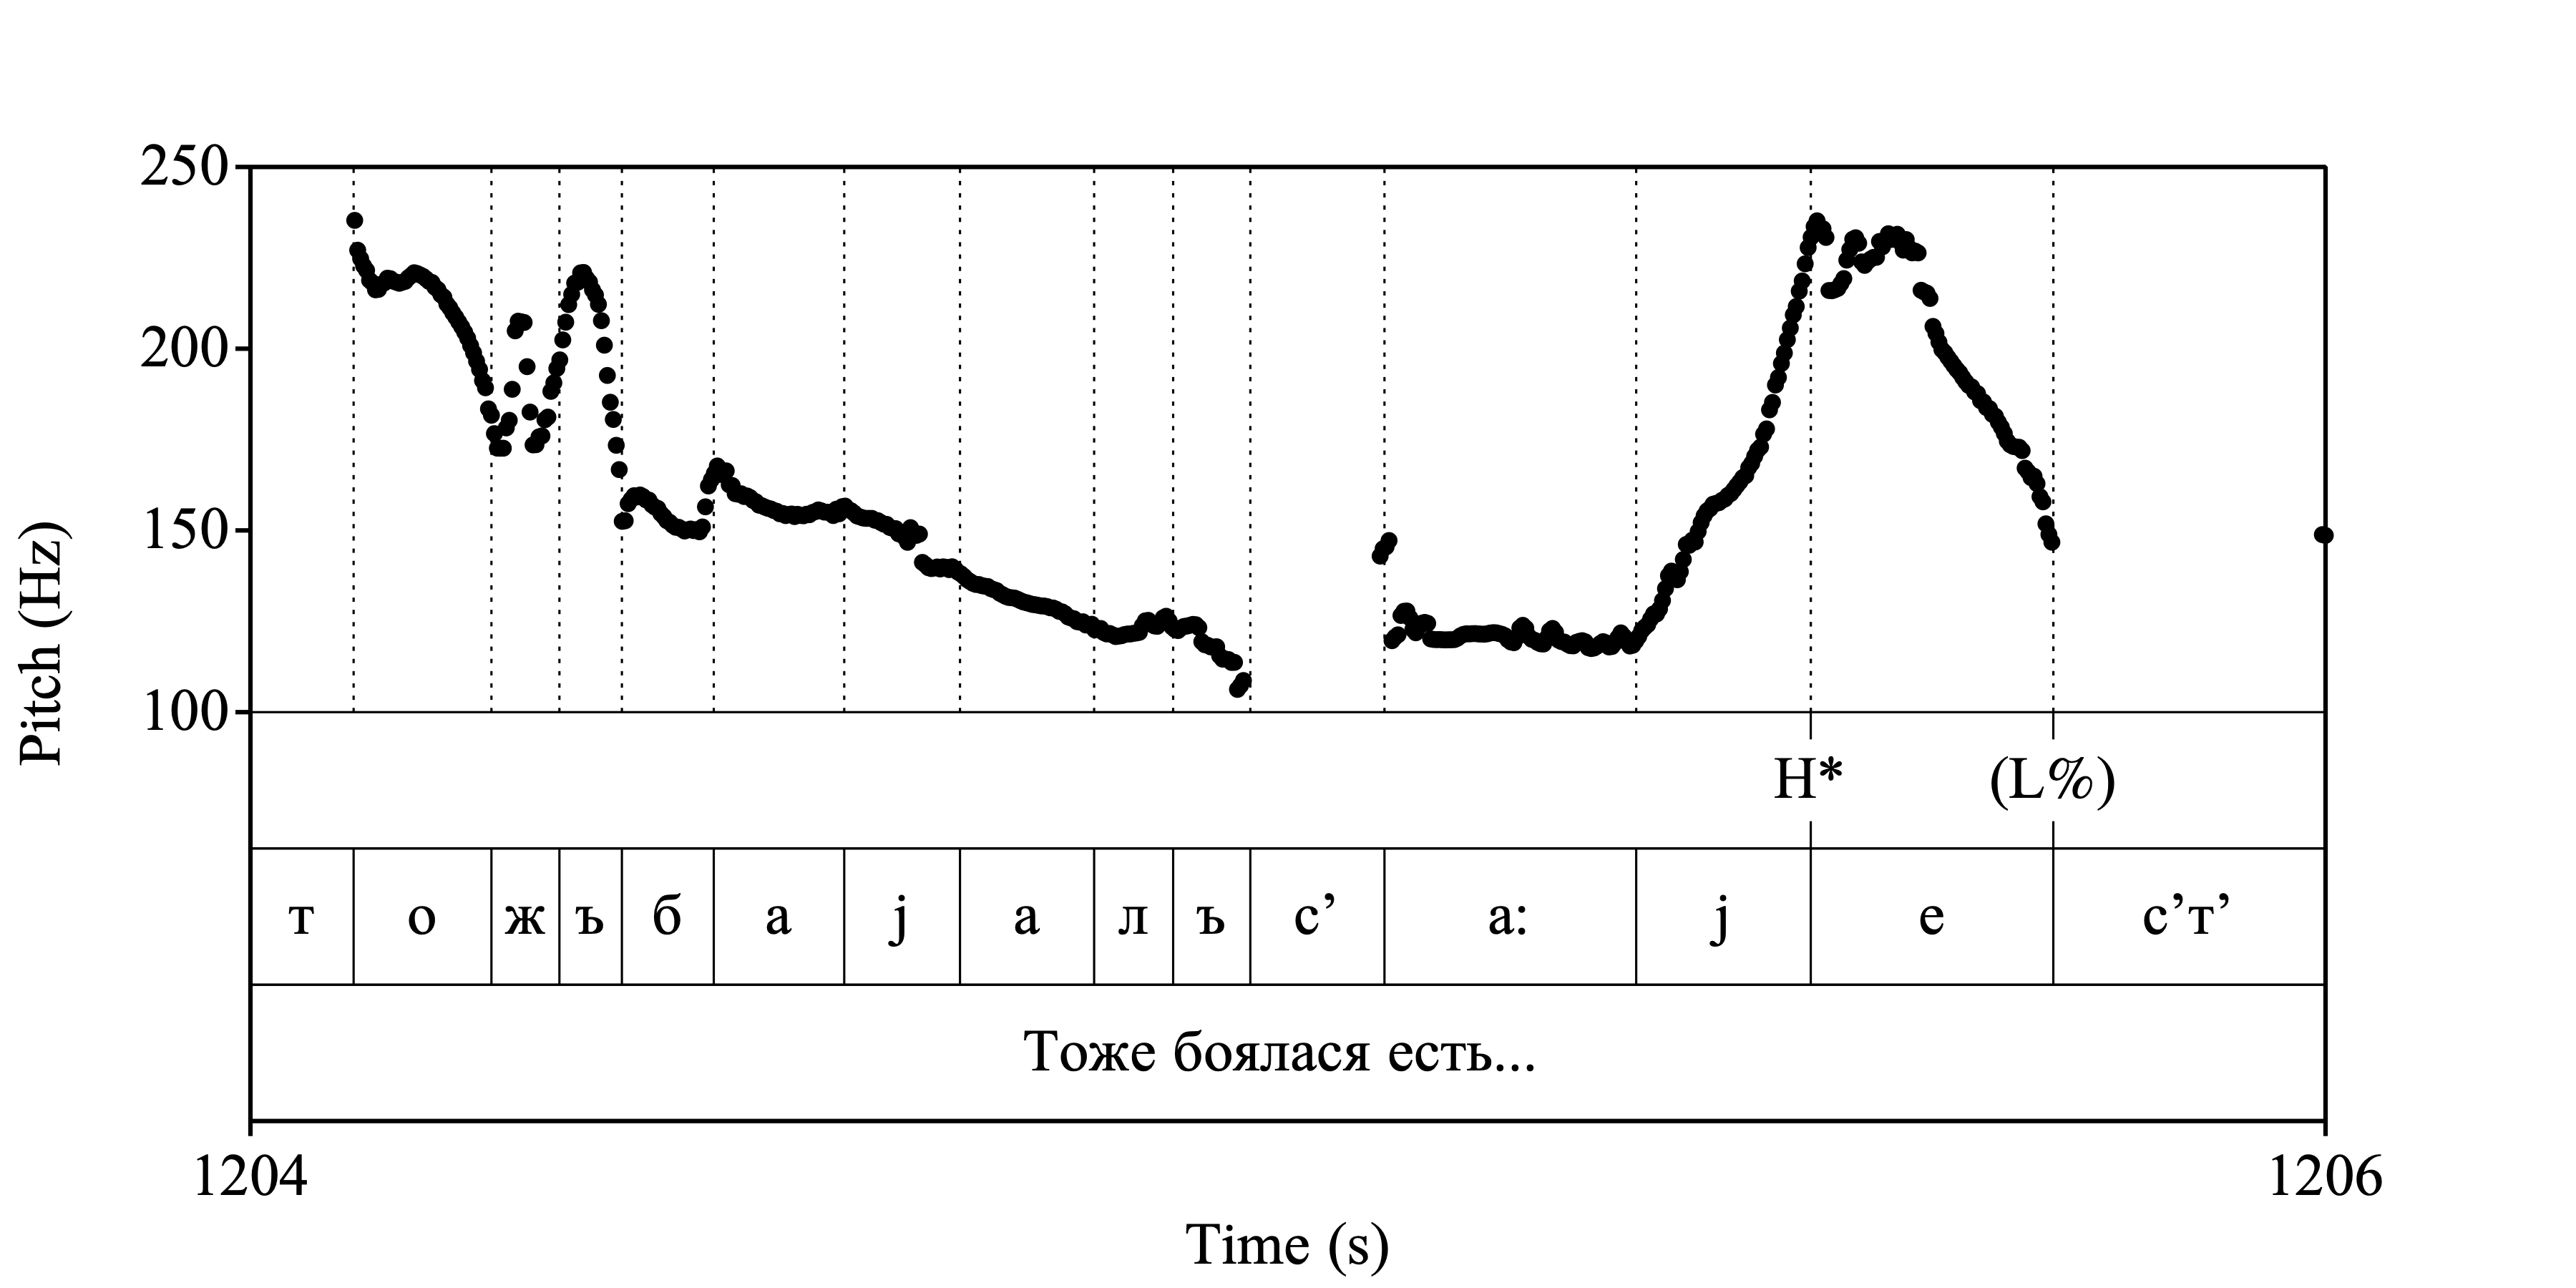 250
200
150
100
Pitch (Hz)
H* (L%)
т о ж ъ б а j а л ъ с’ а: j е с’т’
Тоже боялася есть...
1204 1206
Time (s)